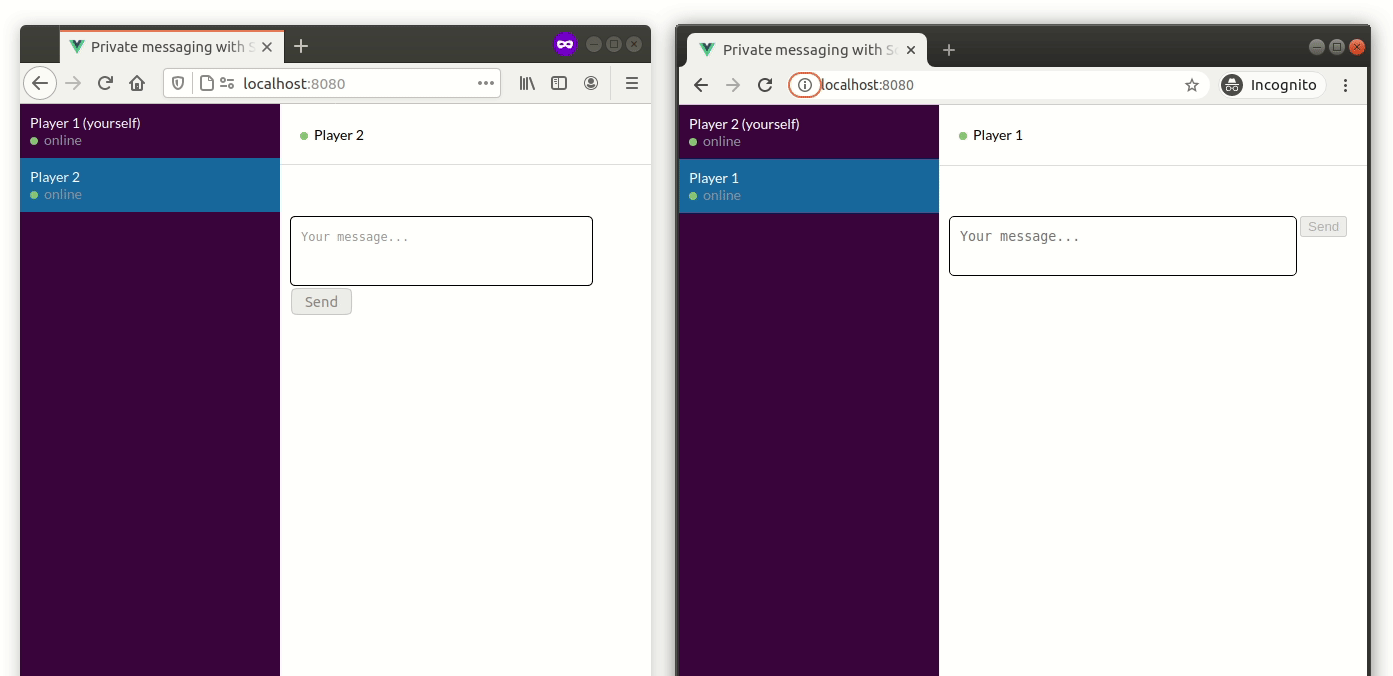 Private messaging with S
localhost:8080
Player 1 (yourself)
online
Player 2
online
Player 2
Your message...
Send
Private messaging with Se
localhost:8080
Incognito
Player 2 (yourself)
online
Player 1
online
Player 1
Your message...
Send